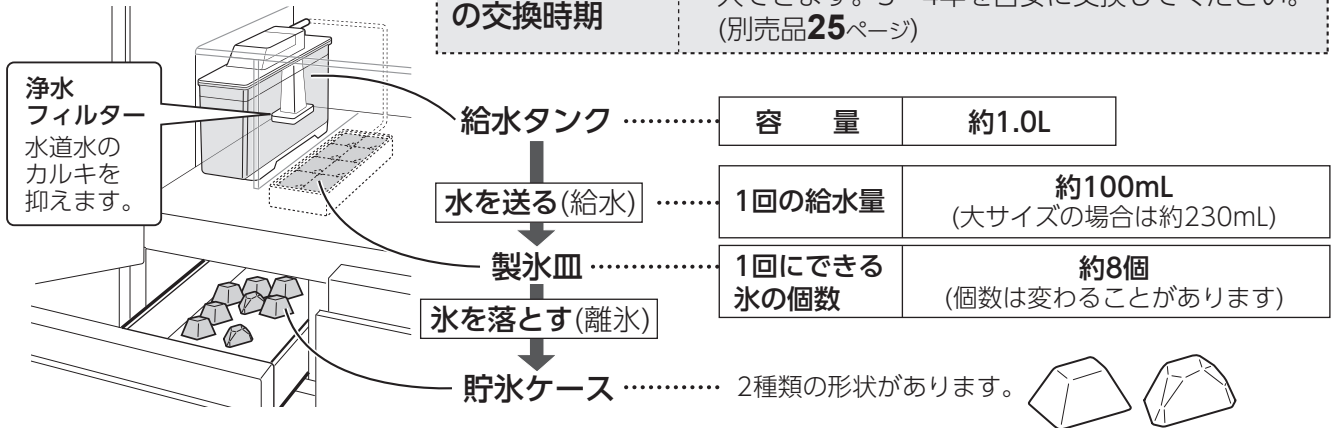 の交換時期
入できます。3~4年を目安に交換してください。
(別売品25ページ)
浄水
フィルター
水道水の
カルキを
抑えます。
給水タンク
容 量 約1.0L
水を送る(給水)
1回の給水量
約100mL
(大サイズの場合は約230mL)
製氷皿
1回にできる
氷の個数
約8個
(個数は変わることがあります)
氷を落とす(離氷)
貯氷ケース
2種類の形状があります。